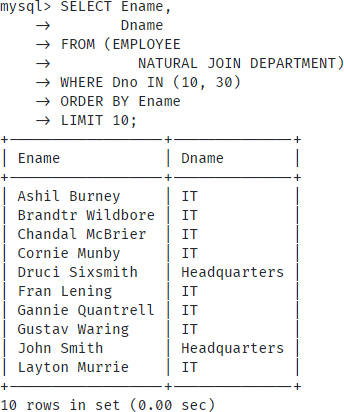 mysql> SELECT Ename,
    -> Dname
    -> FROM (EMPLOYEE
    -> NATURAL JOIN DEPARTMENT)
    -> WHERE Dno IN (10, 30)
    -> ORDER BY Ename
    -> LIMIT 10;
+------------------+--------------+
| Ename            | Dname        |
+------------------+--------------+
| Ashil Burney     | IT           |
| Brandtr Wildbore | IT           |
| Chandal McBrier  | IT           |
| Cornie Munby     | IT           |
| Druci Sixsmith   | Headquarters |
| Fran Lening      | IT           |
| Gannie Quantrell | IT           |
| Gustav Waring    | IT           |
| John Smith       | Headquarters |
| Layton Murrie    | IT           |
+------------------+--------------+
10 rows in set (0.00 sec)